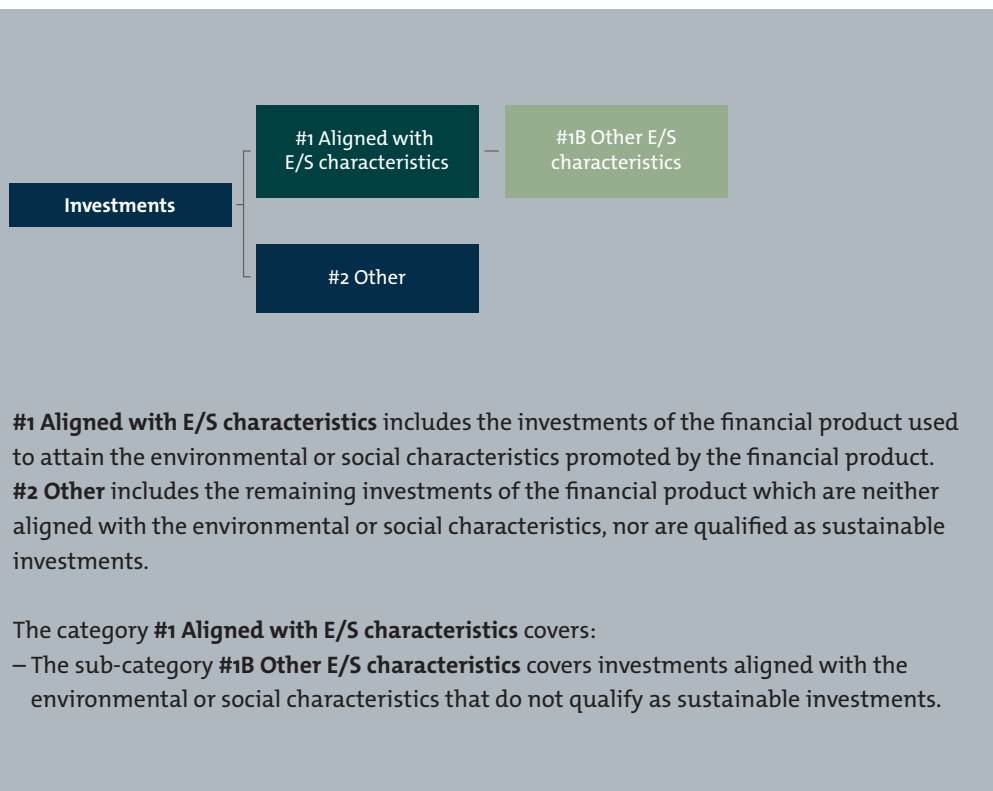 #1 Aligned with
E/S characteristics
#1B Other E/S
characteristics
Investments
#2 Other
#1 Aligned with E/S characteristics includes the investments of the financial product used
to attain the environmental or social characteristics promoted by the financial product.
#2 Other includes the remaining investments of the financial product which are neither
aligned with the environmental or social characteristics, nor are qualified as sustainable
investments.
The category #1 Aligned with E/S characteristics covers:
– The sub-category #1B Other E/S characteristics covers investments aligned with the
environmental or social characteristics that do not qualify as sustainable investments.